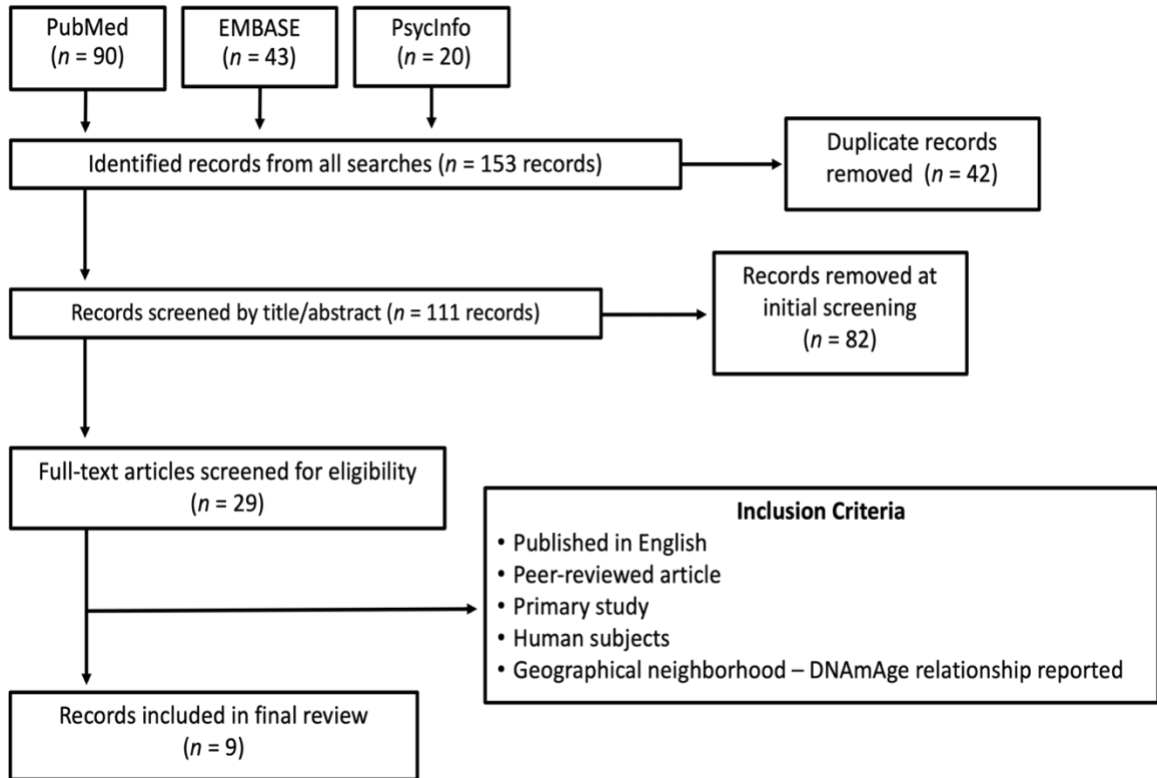 PubMed
(n = 90)
EMBASE
(n = 43)
PsycInfo
(n = 20)
Identified records from all searches (n = 153 records)
Duplicate records
removed (n = 42)
Records screened by title/abstract (n = 111 records)
Records removed at
initial screening
(n = 82)
Full-text articles screened for eligibility
(n = 29)
Inclusion Criteria
• Published in English
• Peer-reviewed article
• Primary study
• Human subjects
• Geographical neighborhood – DNAmAge relationship reported
Records included in final review
(n = 9)